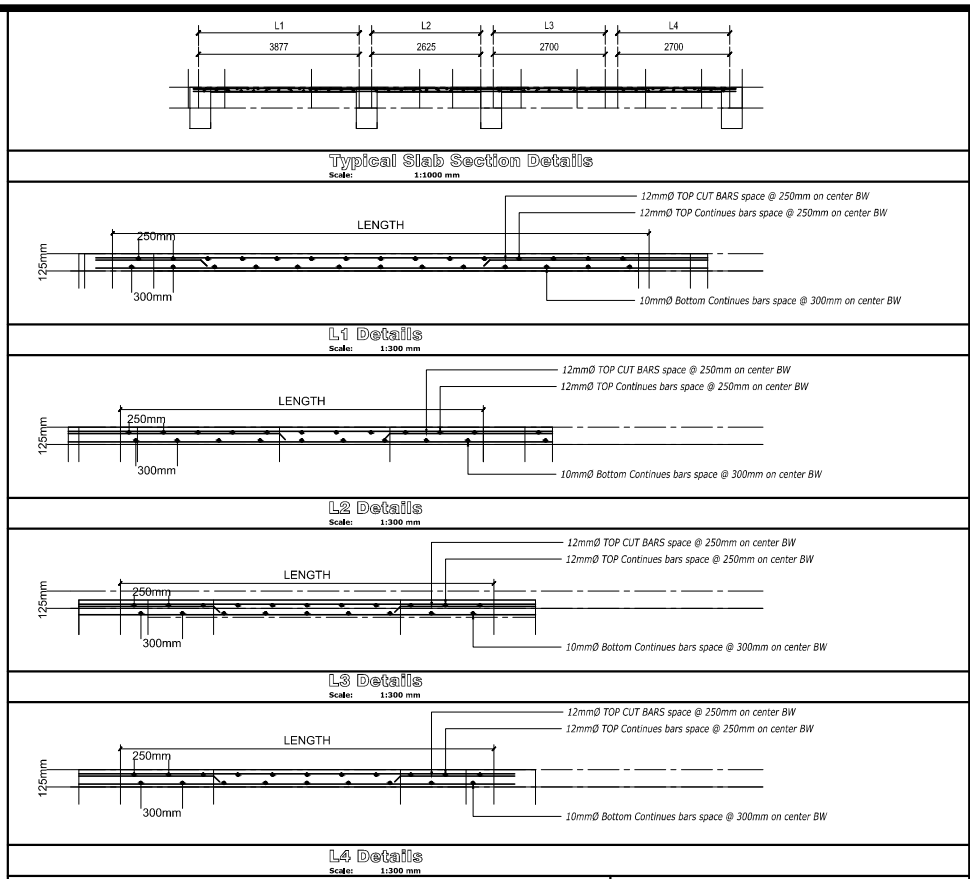 L1 L2 L3 L4
3877 2625 2700 2700
Typical Slab Section Details
Scale: 1:1000 mm
12mmØ TOP CUT BARS space @ 250mm on center BW
12mmØ TOP Continues bars space @ 250mm on center BW
LENGTH
250mm
125mm
300mm
10mmØ Bottom Continues bars space @ 300mm on center BW
L1 Details
Scale: 1:300 mm
12mmØ TOP CUT BARS space @ 250mm on center BW
12mmØ TOP Continues bars space @ 250mm on center BW
LENGTH
250mm
125mm
300mm
10mmØ Bottom Continues bars space @ 300mm on center BW
L2 Details
Scale: 1:300 mm
12mmØ TOP CUT BARS space @ 250mm on center BW
12mmØ TOP Continues bars space @ 250mm on center BW
LENGTH
250mm
125mm
300mm
10mmØ Bottom Continues bars space @ 300mm on center BW
L3 Details
Scale: 1:300 mm
12mmØ TOP CUT BARS space @ 250mm on center BW
12mmØ TOP Continues bars space @ 250mm on center BW
LENGTH
250mm
125mm
300mm
10mmØ Bottom Continues bars space @ 300mm on center BW
L4 Details
Scale: 1:300 mm